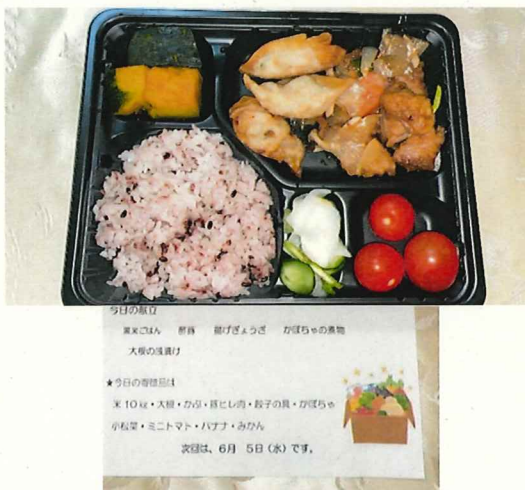 今日の献立
黒米ごはん 酢豚 揚げぎょうざ かぼちゃの煮物
大根の浅漬け
★今日の寄贈品は
米10kg・大根・かぶ・豚ヒレ肉・餃子の具・かぼちゃ
小松菜・ミニトマト・バナナ・みかん
次回は、6月 5日（水）です。